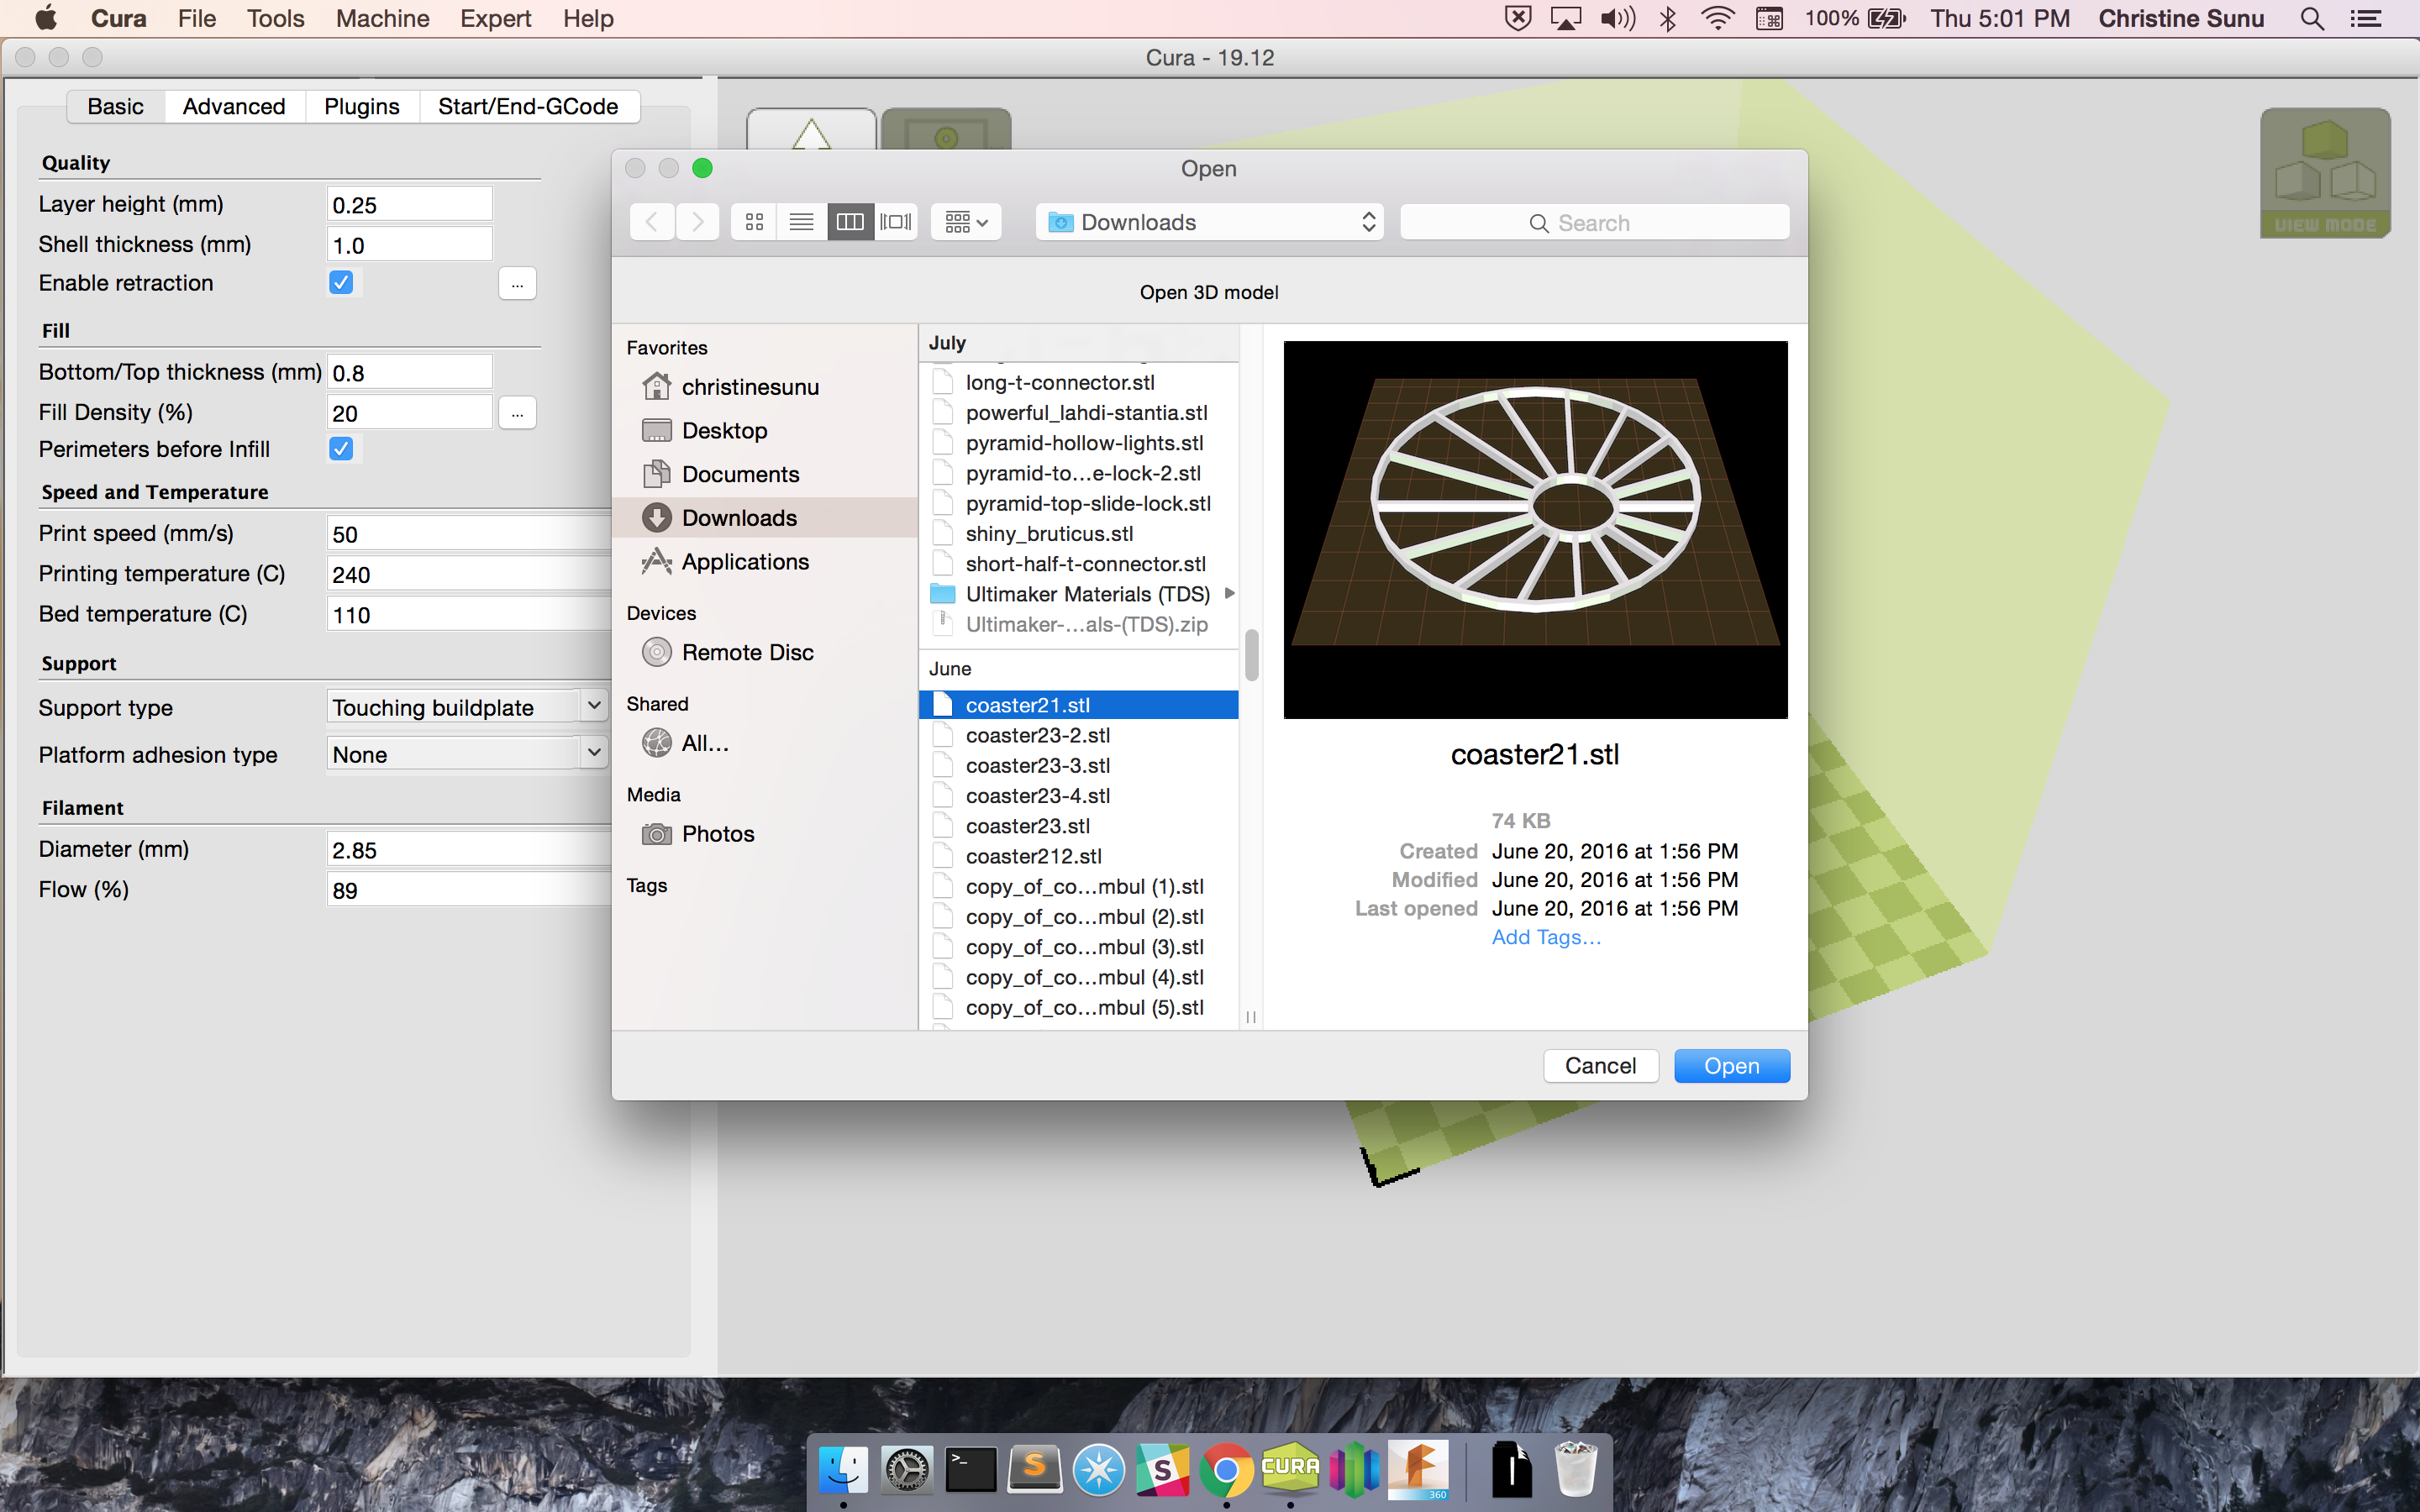 Cura File Tools Machine Expert Help 100% Thu 5:01 PM Christine Sunu
Cura - 19.12
Basic Advanced Plugins Start/End-GCode
Quality
Layer height (mm) 0.25
Shell thickness (mm) 1.0
Enable retraction ...
Fill
Bottom/Top thickness (mm) 0.8
Fill Density (%) 20 ...
Perimeters before Infill
Speed and Temperature
Print speed (mm/s) 50
Printing temperature (C) 240
Bed temperature (C) 110
Support
Support type Touching buildplate
Platform adhesion type None
Filament
Diameter (mm) 2.85
Flow (%) 89
VIEW MODE
Open
Downloads Search
Open 3D model
Favorites
christinesunu
Desktop
Documents
Downloads
Applications
Devices
Remote Disc
Shared
All...
Media
Photos
Tags
July
long-t-connector.stl
powerful_lahdi-stantia.stl
pyramid-hollow-lights.stl
pyramid-to...e-lock-2.stl
pyramid-top-slide-lock.stl
shiny_bruticus.stl
short-half-t-connector.stl
Ultimaker Materials (TDS)
Ultimaker-...als-(TDS).zip
June
coaster21.stl
coaster23-2.stl
coaster23-3.stl
coaster23-4.stl
coaster23.stl
coaster212.stl
copy_of_co...mbul (1).stl
copy_of_co...mbul (2).stl
copy_of_co...mbul (3).stl
copy_of_co...mbul (4).stl
copy_of_co...mbul (5).stl
coaster21.stl
74 KB
Created June 20, 2016 at 1:56 PM
Modified June 20, 2016 at 1:56 PM
Last opened June 20, 2016 at 1:56 PM
Add Tags...
Cancel Open
>_ S S CURA F 360